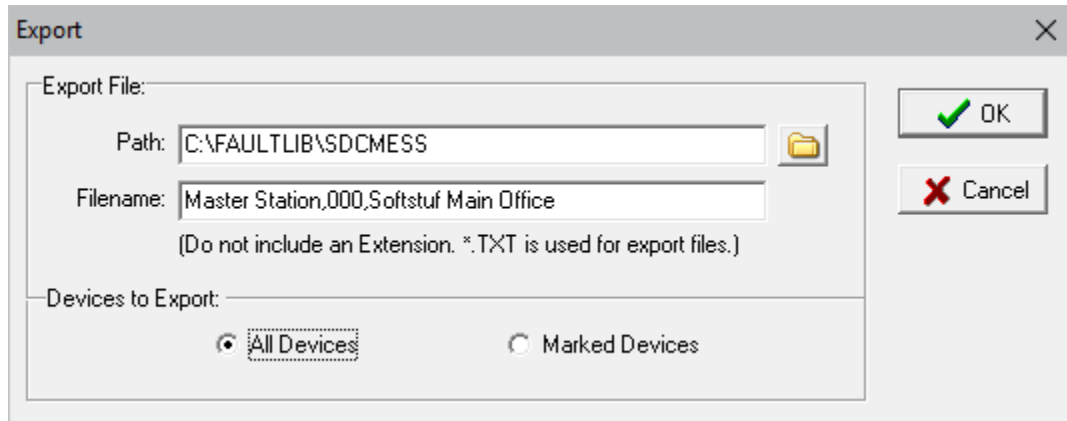 Export
Export File:
Path: C:\FAULTLIB\SDCMESS
OK
Filename: Master Station,000,Softstuf Main Office
Cancel
(Do not include an Extension. *.TXT is used for export files.)
Devices to Export:
All Devices Marked Devices